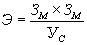 Э = З_М × З_М / У_С